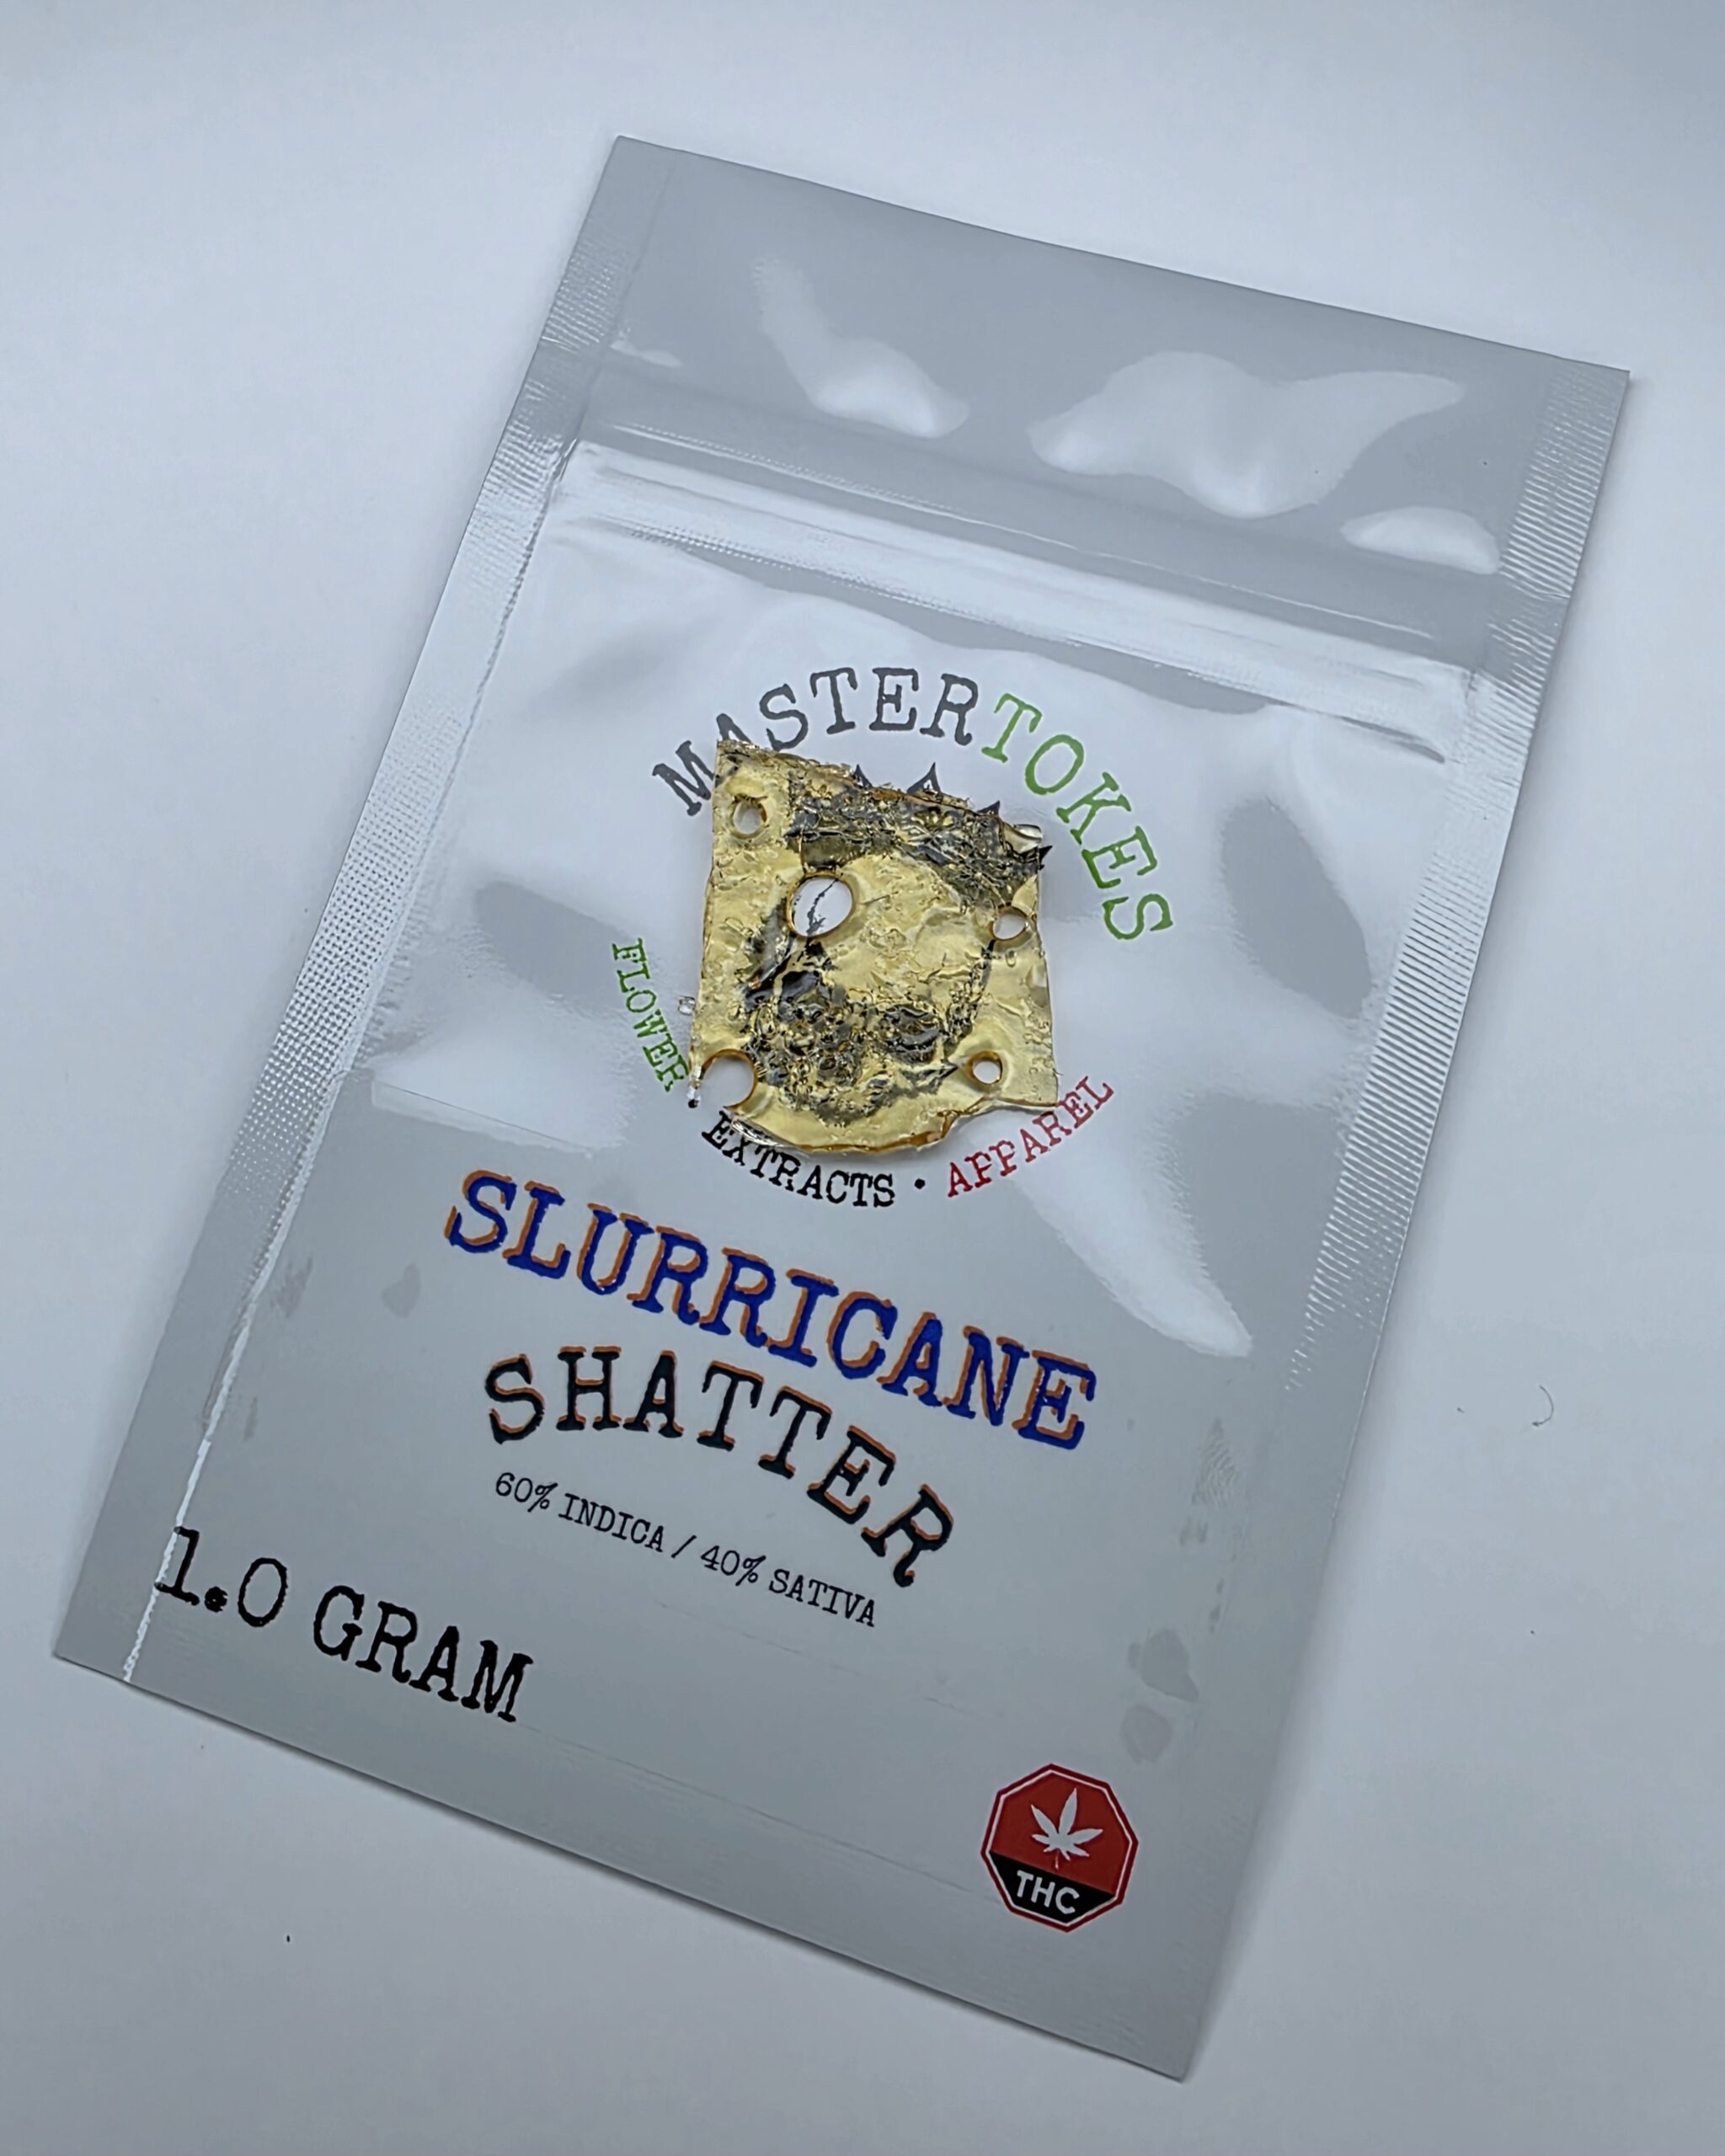 MASTERTOKES
FLOWER • EXTRACTS • APPAREL
SLURRICANE
SHATTER
60% INDICA / 40% SATIVA
1.0 GRAM
THC